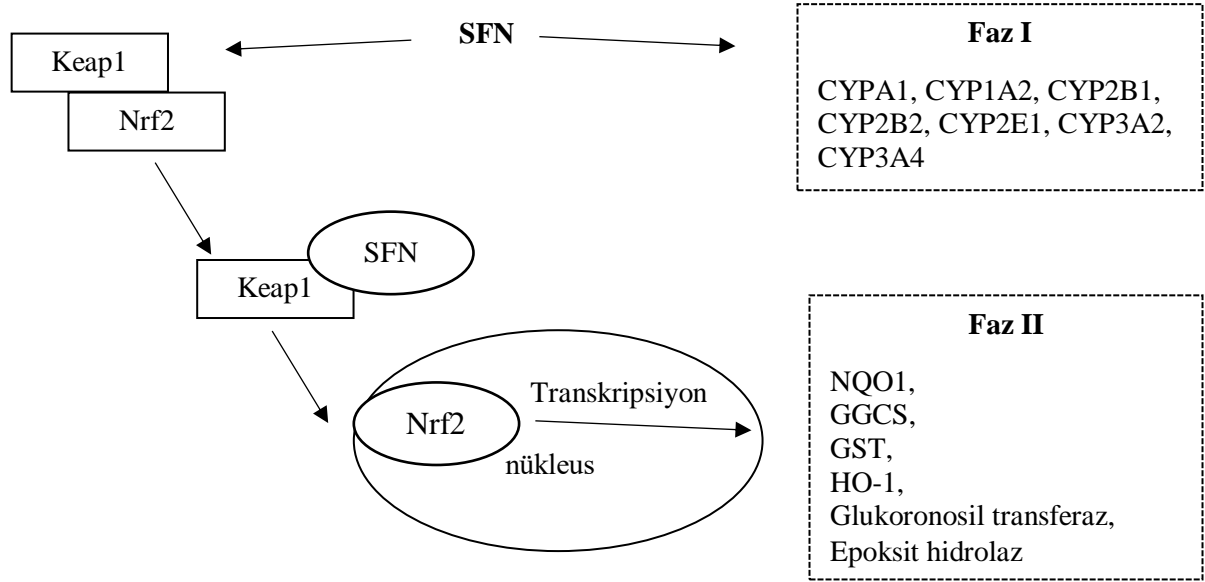 SFN
Keap1
Nrf2
Faz I
CYPA1, CYP1A2, CYP2B1,
CYP2B2, CYP2E1, CYP3A2,
CYP3A4
SFN
Keap1
Nrf2
Transkripsiyon
nükleus
Faz II
NQO1,
GGCS,
GST,
HO-1,
Glukoronosil transferaz,
Epoksit hidrolaz